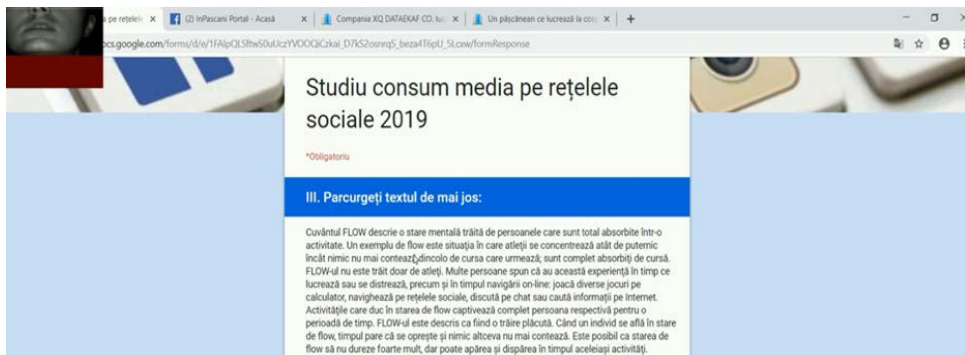 pe rețelele
(2) InPascani Portal - Acasă
Compania XQ DATAEKAF CO. luc
Un pășcănean ce lucrează la corp
ocs.google.com/forms/d/e/
/formResponse
Studiu consum media pe rețelele
sociale 2019
*Obligatoriu
III. Parcurgeți textul de mai jos:
Cuvântul FLOW descrie o stare mentală trăită de persoanele care sunt total absorbite într-o
activitate. Un exemplu de flow este situația în care atleții se concentrează atât de puternic
încât nimic nu mai contează dincolo de cursa care urmează; sunt complet absorbiți de cursă.
FLOW-ul nu este trăit doar de atleți. Multe persoane spun că au această experiență în timp ce
lucrează sau se distrează, precum și în timpul navigării on-line: joacă diverse jocuri pe
calculator, navighează pe rețelele sociale, discută pe chat sau caută informații pe Internet.
Activitățile care duc în starea de flow captivează complet persoana respectivă pentru o
perioadă de timp. FLOW-ul este descris ca fiind o trăire plăcută. Când un individ se află în stare
de flow, timpul pare că se oprește și nimic altceva nu mai contează. Este posibil ca starea de
flow să nu dureze foarte mult, dar poate apărea și dispărea în timpul aceleiași activități.